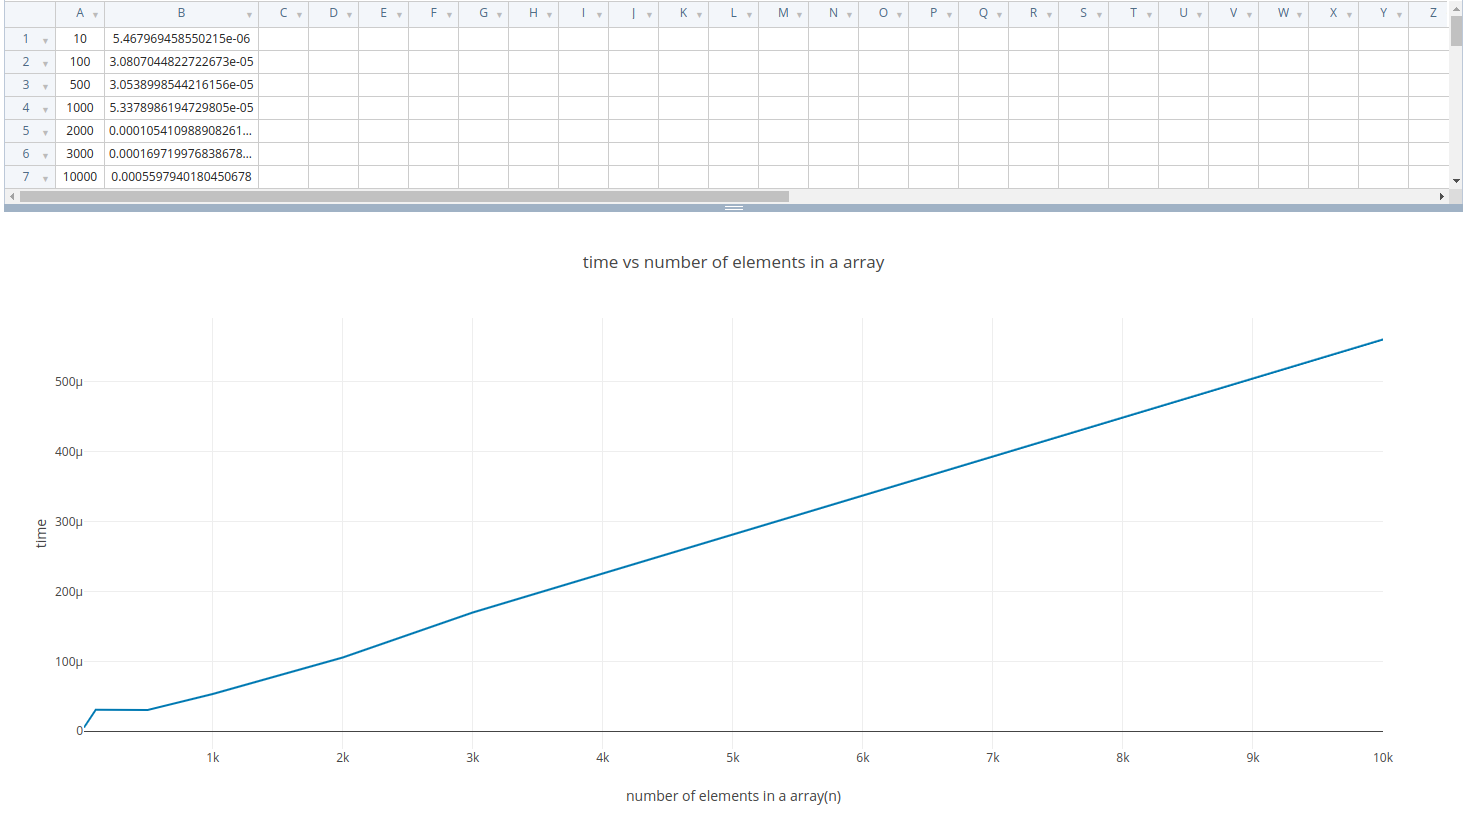 A B C D E F G H I J K L M N O P Q R S T U V W X Y Z
1 10 5.467969458550215e-06
2 100 3.0807044822722673e-05
3 500 3.0538998544216156e-05
4 1000 5.3378986194729805e-05
5 2000 0.000105410988908261...
6 3000 0.000169719976838678...
7 10000 0.0005597940180450678
time vs number of elements in a array
500μ
400μ
300μ
200μ
100μ
0
time
1k 2k 3k 4k 5k 6k 7k 8k 9k 10k
number of elements in a array(n)